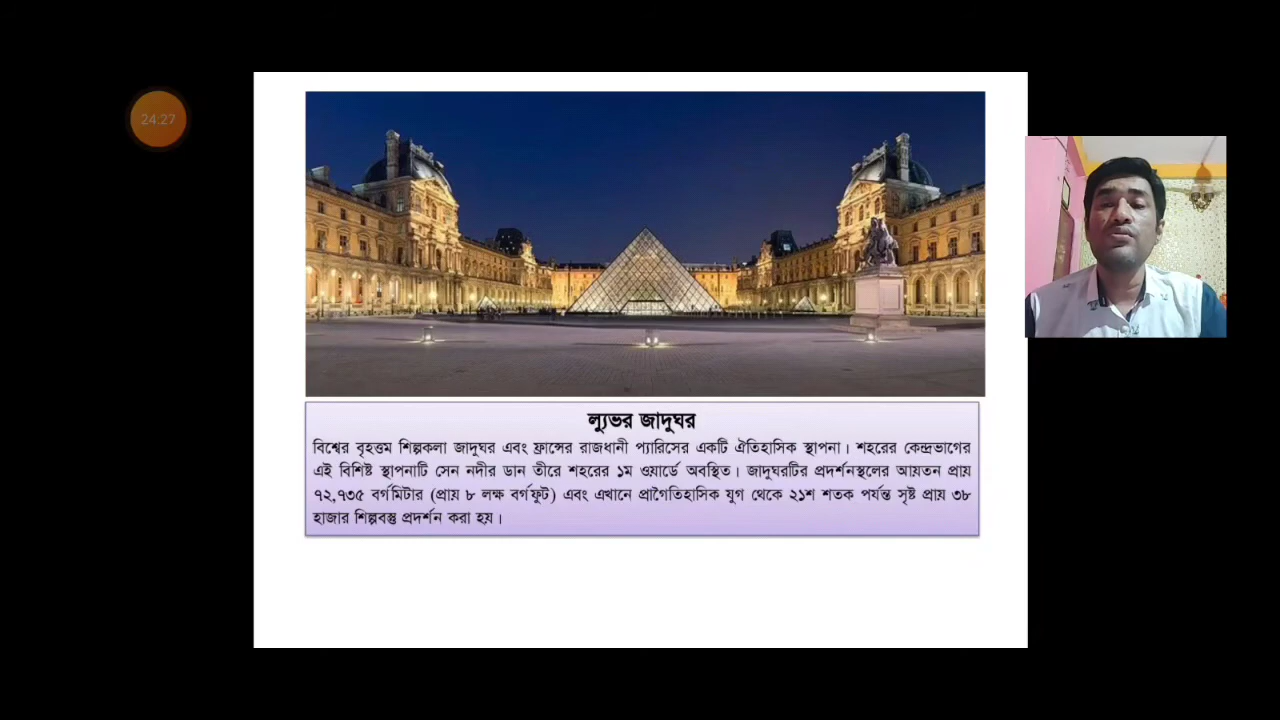 24:27
ল্যুভর জাদুঘর
বিশ্বের বৃহত্তম শিল্পকলা জাদুঘর এবং ফ্রান্সের রাজধানী প্যারিসের একটি ঐতিহাসিক স্থাপনা। শহরের কেন্দ্রভাগের
এই বিশিষ্ট স্থাপনাটি সেন নদীর ডান তীরে শহরের ১ম ওয়ার্ডে অবস্থিত। জাদুঘরটির প্রদর্শনস্থলের আয়তন প্রায়
৭২,৭৩৫ বর্গমিটার (প্রায় ৮ লক্ষ বর্গফুট) এবং এখানে প্রাগৈতিহাসিক যুগ থেকে ২১শ শতক পর্যন্ত সৃষ্ট প্রায় ৩৮
হাজার শিল্পবস্তু প্রদর্শন করা হয়।